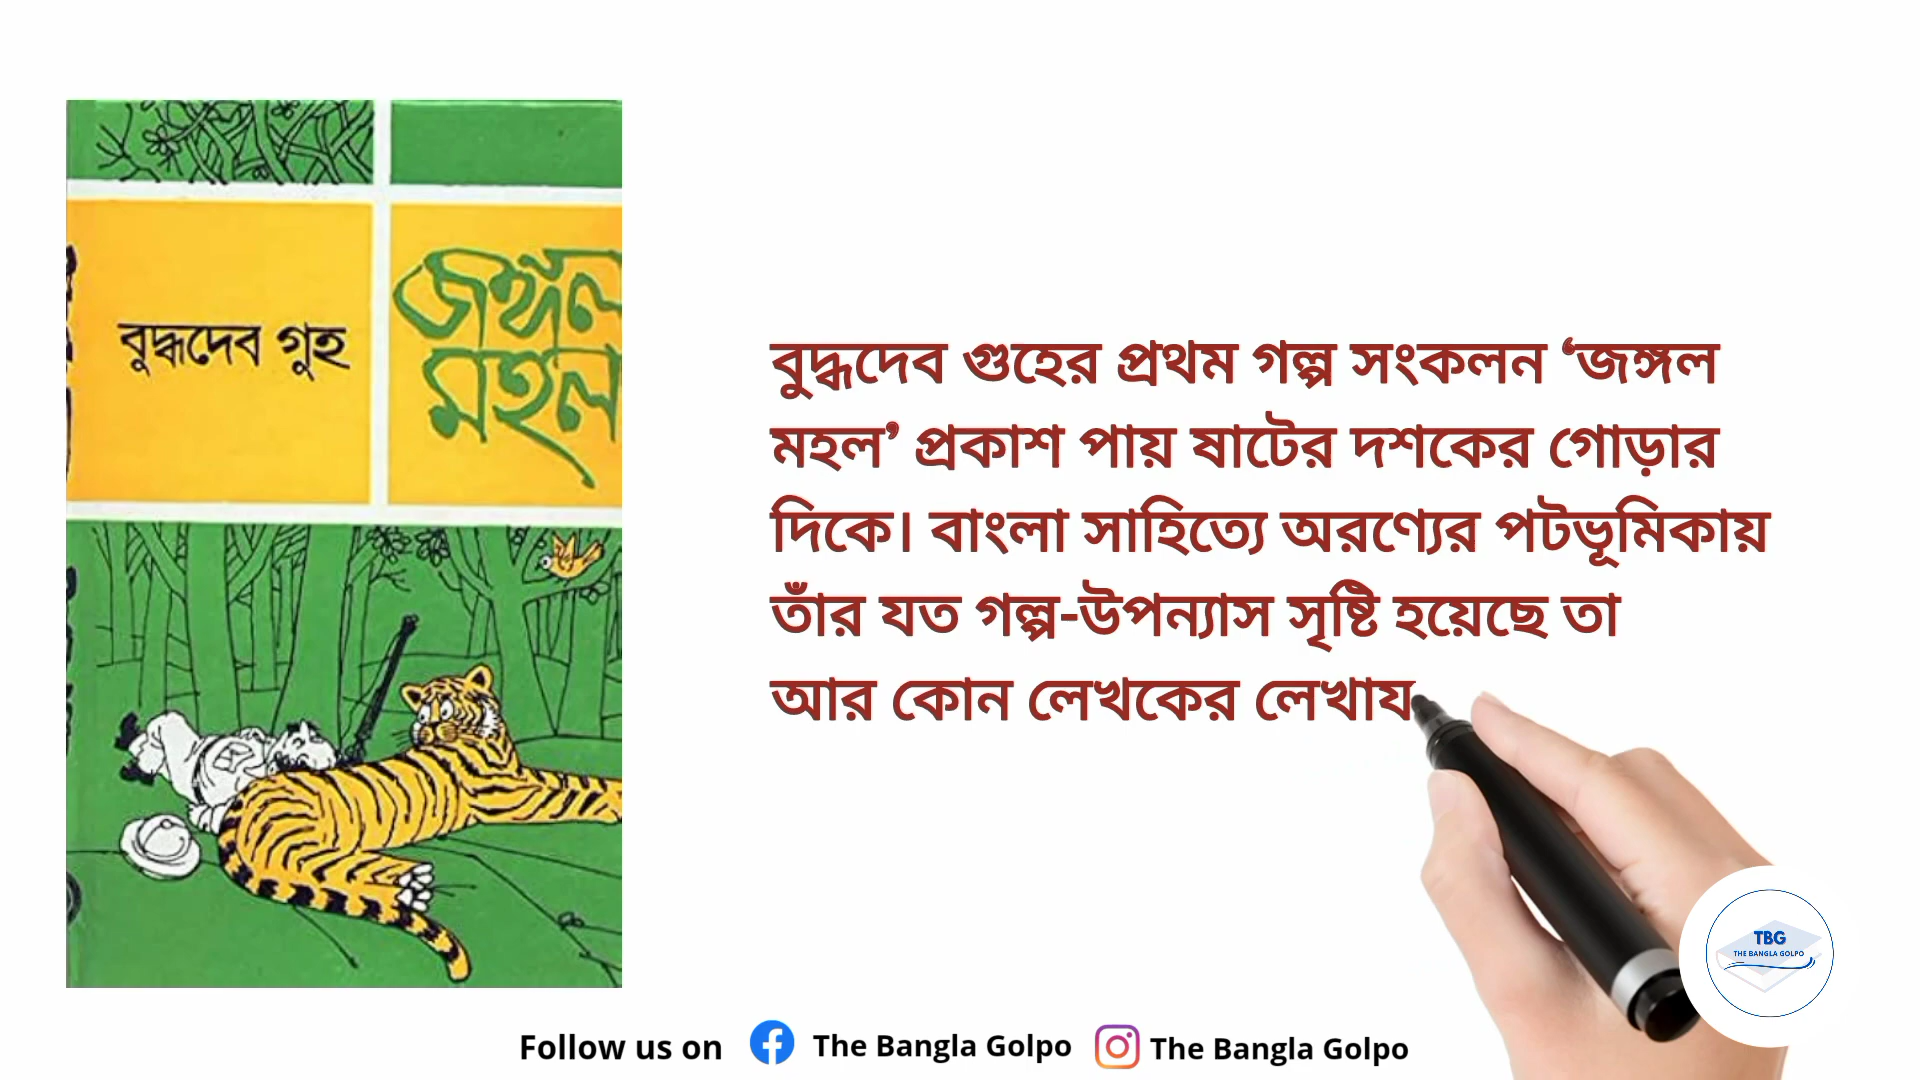 বুদ্ধদেব গুহ
জঙ্গল
মহল
বুদ্ধদেব গুহের প্রথম গল্প সংকলন ‘জঙ্গল
মহল’ প্রকাশ পায় ষাটের দশকের গোড়ার
দিকে। বাংলা সাহিত্যে অরণ্যের পটভূমিকায়
তাঁর যত গল্প-উপন্যাস সৃষ্টি হয়েছে তা
আর কোন লেখকের লেখায
TBG
THE BANGLA GOLPO
Follow us on The Bangla Golpo The Bangla Golpo